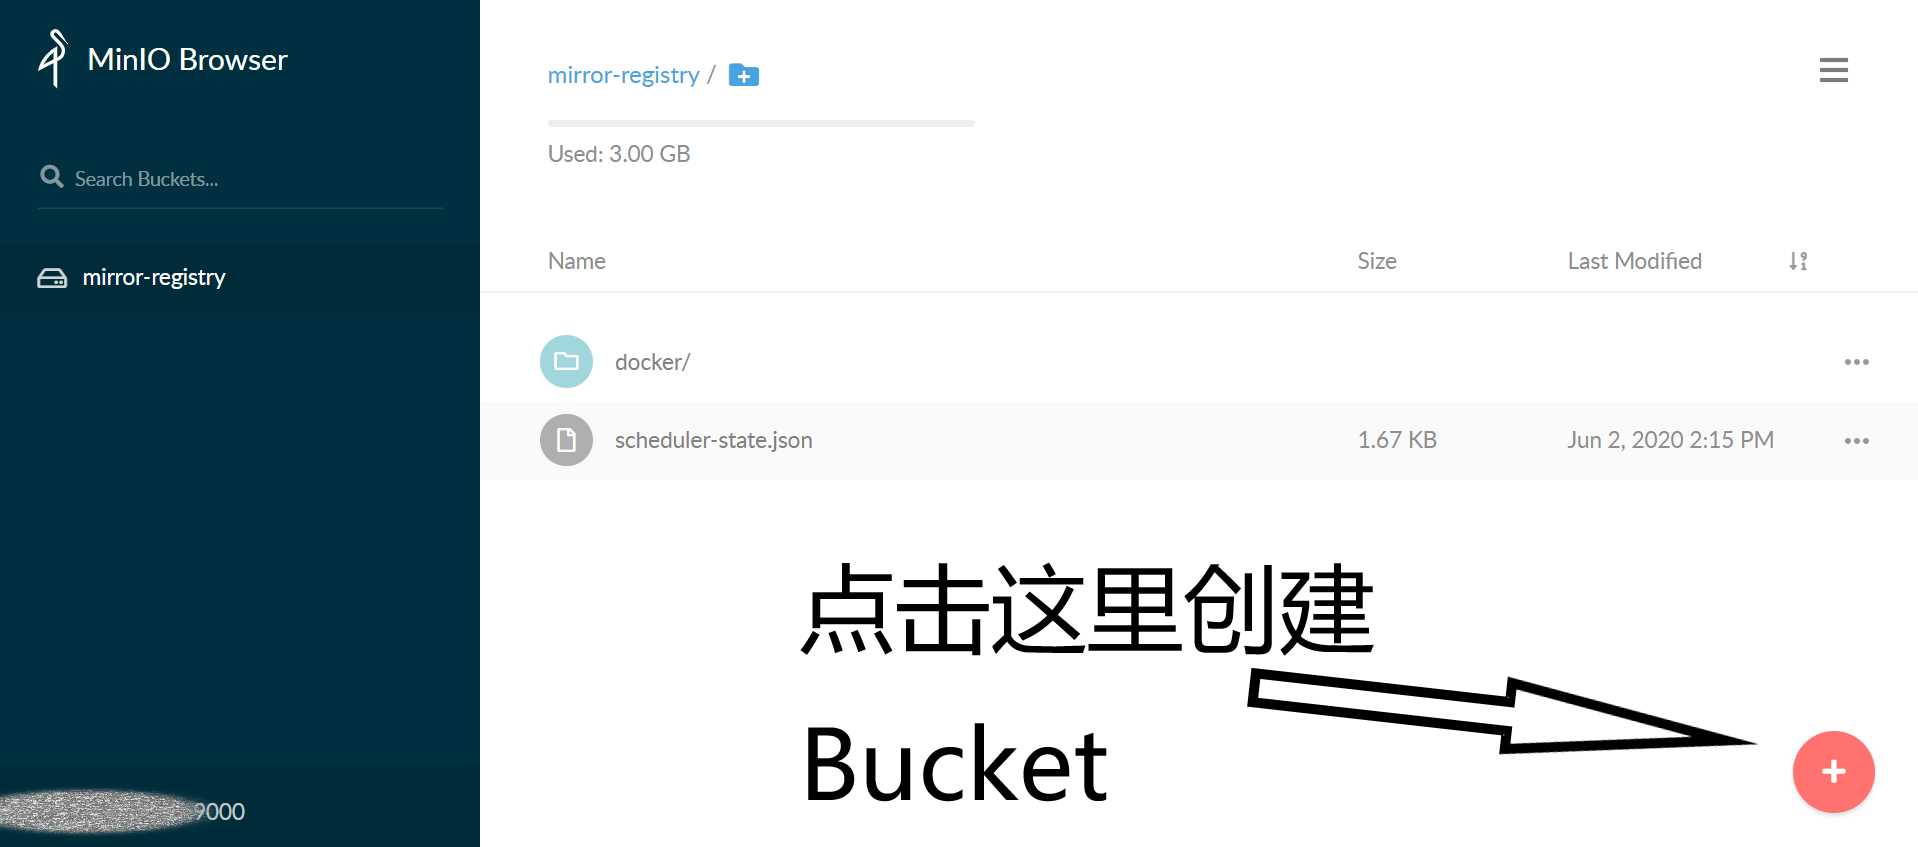 MinIO Browser
Search Buckets...
mirror-registry
mirror-registry /
Used: 3.00 GB
Name Size Last Modified
docker/
scheduler-state.json 1.67 KB Jun 2, 2020 2:15 PM
点击这里创建
Bucket
9000